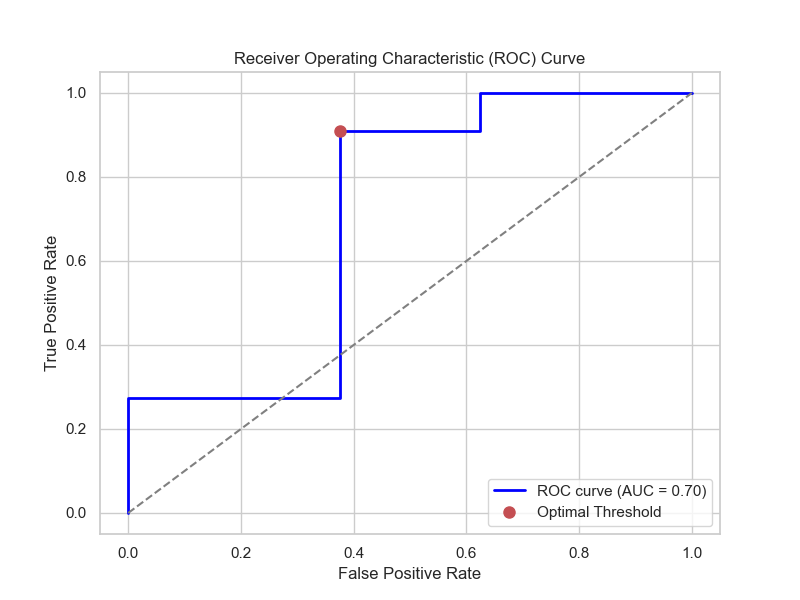 Receiver Operating Characteristic (ROC) Curve
True Positive Rate
1.0
0.8
0.6
0.4
0.2
0.0
ROC curve (AUC = 0.70)
Optimal Threshold
0.0 0.2 0.4 0.6 0.8 1.0
False Positive Rate